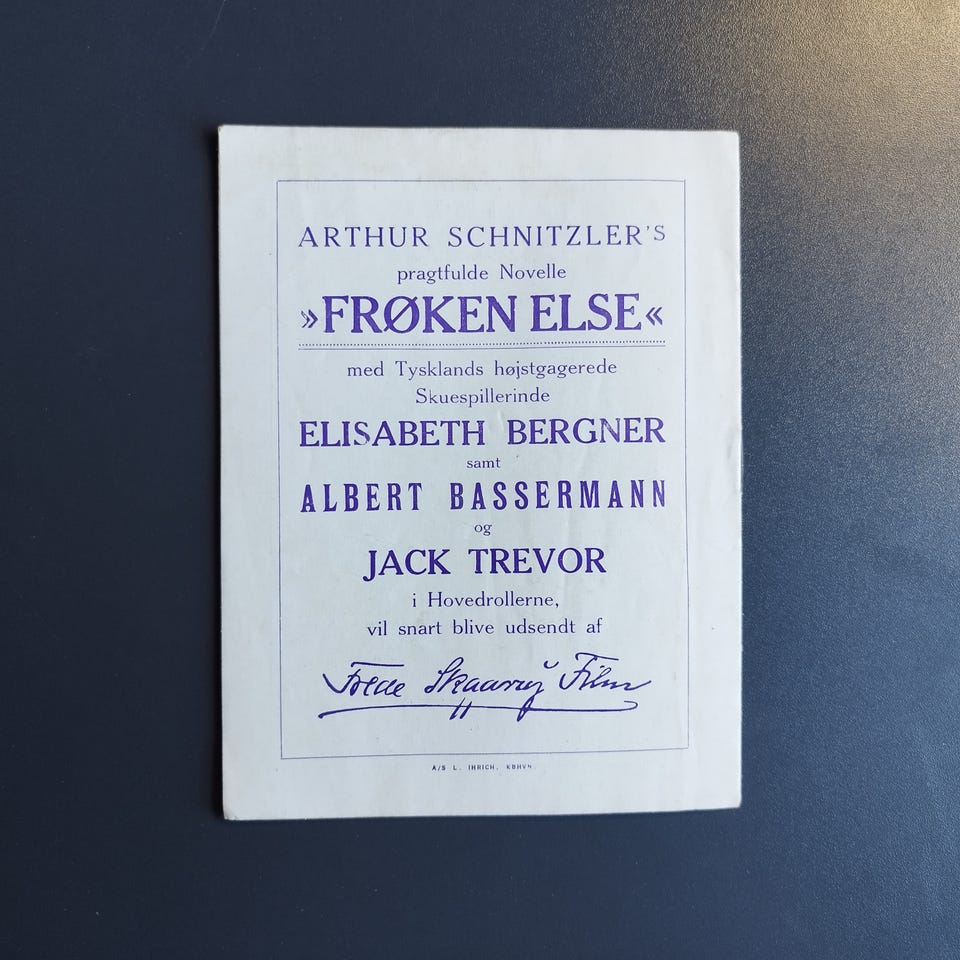 ARTHUR SCHNITZLER'S
pragtfulde Novelle
»FRØKEN ELSE«
med Tysklands højstgagerede
Skuespillerinde
ELISABETH BERGNER
samt
ALBERT BASSERMANN
og
JACK TREVOR
i Hovedrollerne,
vil snart blive udsendt af
Frede Skaarup Film
A/S L. IHRICH, KBHVN.